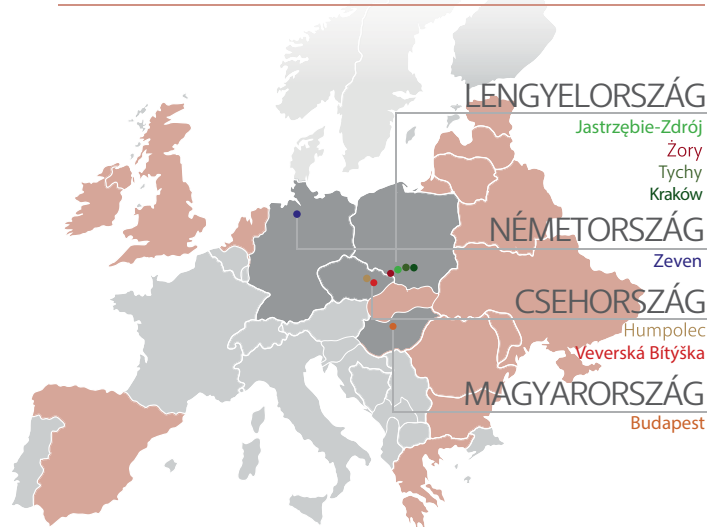 LENGYELORSZÁG
Jastrzębie-Zdrój
Żory
Tychy
Kraków
NÉMETORSZÁG
Zeven
CSEHORSZÁG
Humpolec
Veverská Bítýška
MAGYARORSZÁG
Budapest